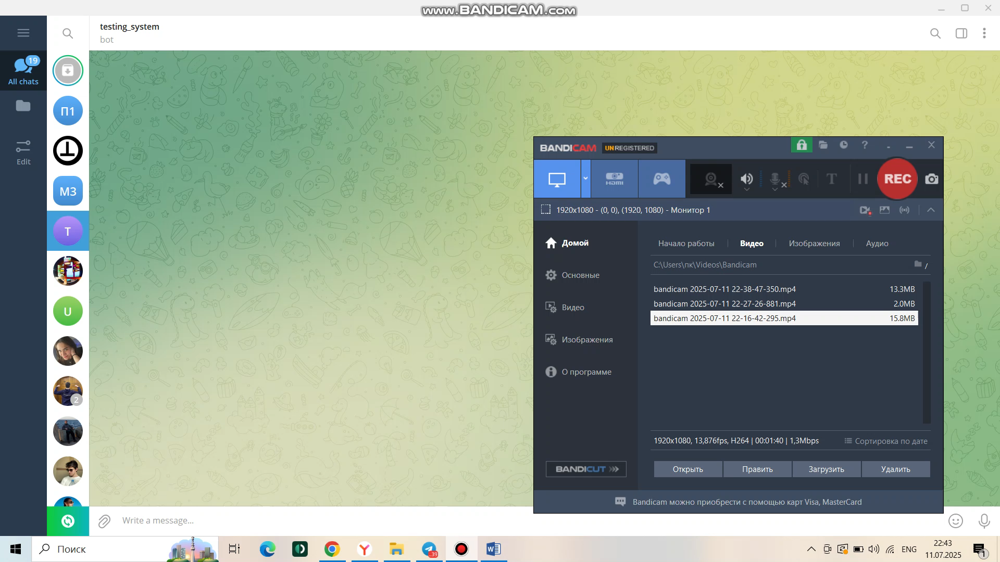 www.BANDICAM.com
testing_system
bot
19
All chats
П1
Edit
МЗ
T
U
2
BANDICAM UNREGISTERED
?
HDMI
T
REC
1920x1080 - (0, 0), (1920, 1080) - Монитор 1
Домой
Основные
Видео
Изображения
О программе
Начало работы
Видео
Изображения
Аудио
C:\Users\пк\Videos\Bandicam
/
bandicam 2025-07-11 22-38-47-350.mp4 13.3MB
bandicam 2025-07-11 22-27-26-881.mp4 2.0MB
bandicam 2025-07-11 22-16-42-295.mp4 15.8MB
1920x1080, 13,876fps, H264 | 00:01:40 | 1,3Mbps
Сортировка по дате
BANDICUT
Открыть
Править
Загрузить
Удалить
Bandicam можно приобрести с помощью карт Visa, MasterCard
Write a message...
Поиск
..39
ENG
22:43
11.07.2025
1